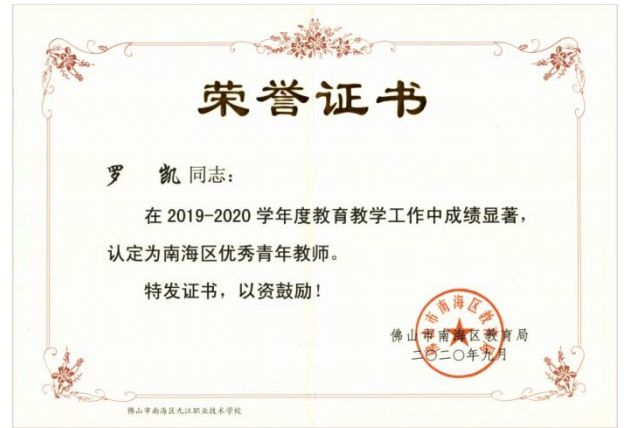 荣誉证书
罗 凯 同志：
在 2019-2020 学年度教育教学工作中成绩显著，
认定为南海区优秀青年教师。
特发证书，以资鼓励！
佛山市南海区教育局
二〇二〇年九月
佛山市南海区九江职业技术学校